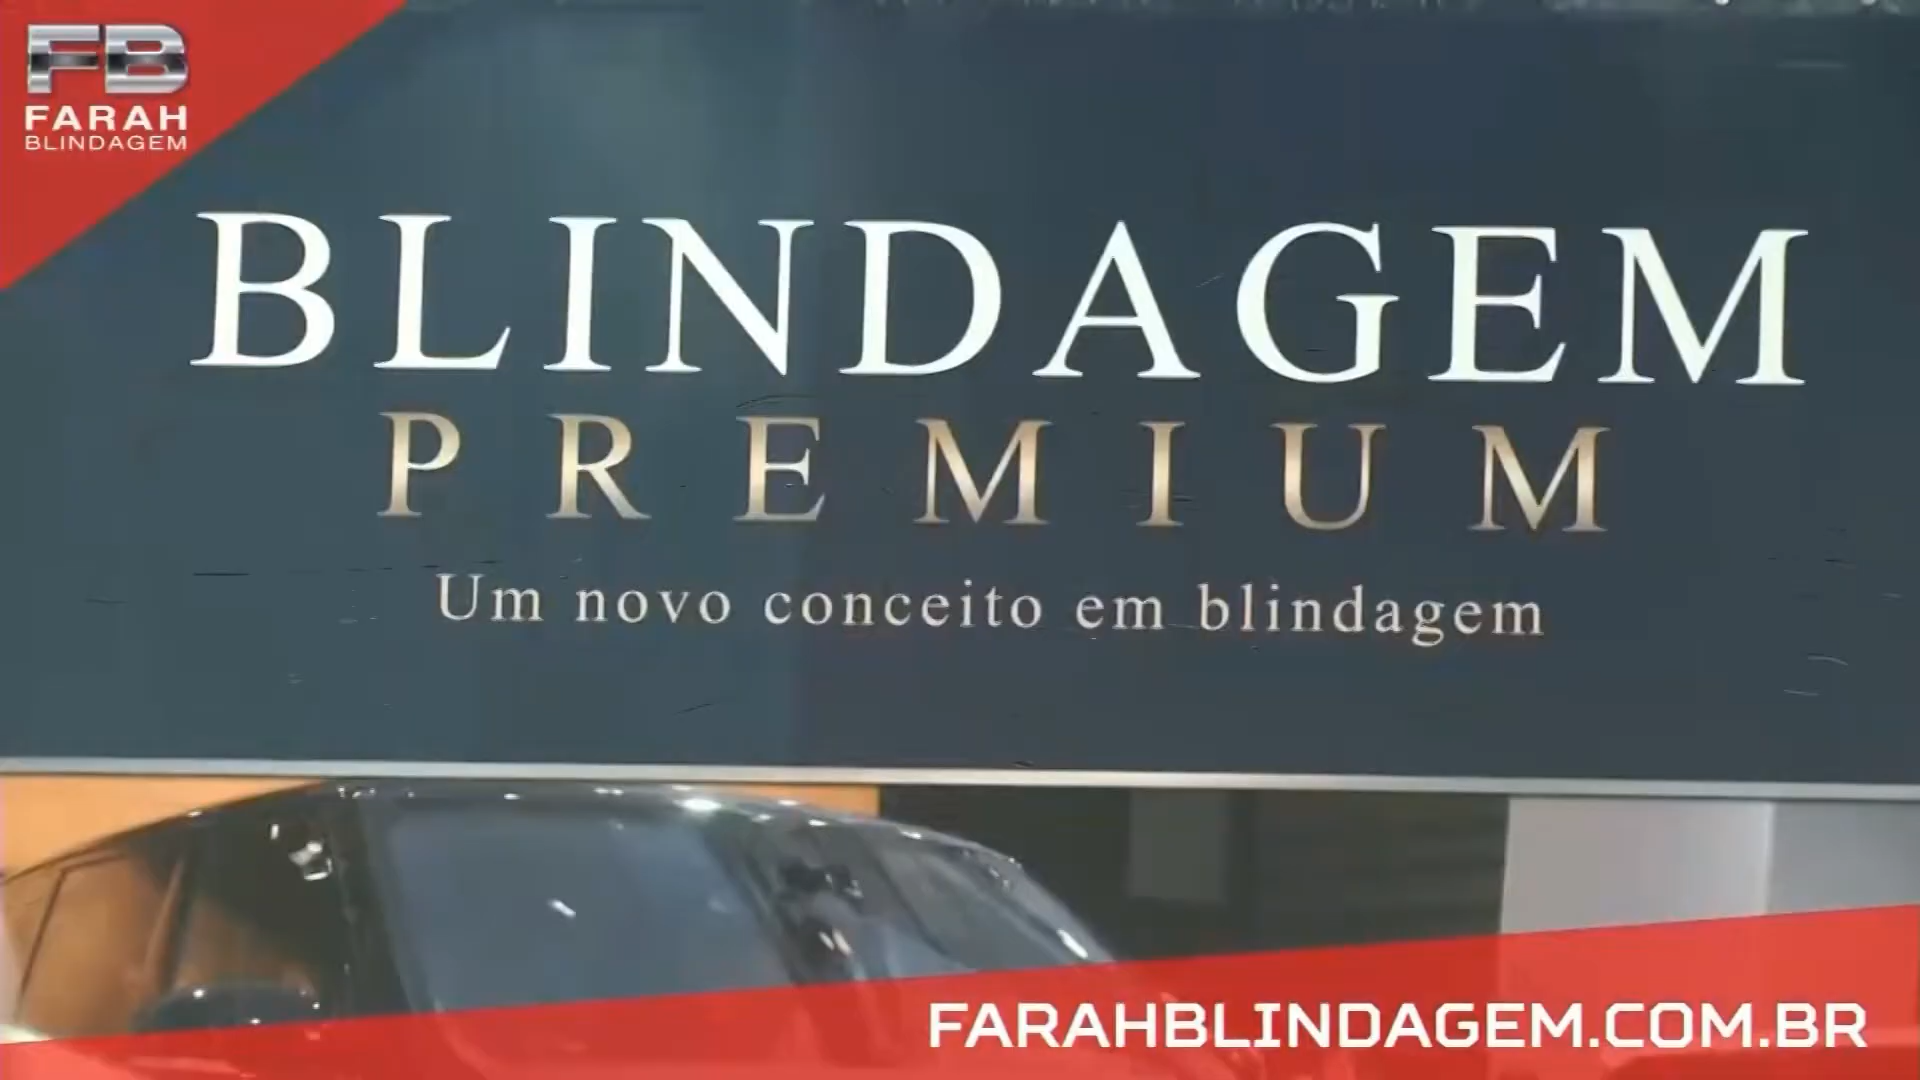 FB
FARAH
BLINDAGEM
BLINDAGEM
PREMIUM
Um novo conceito em blindagem
FARAHBLINDAGEM.COM.BR